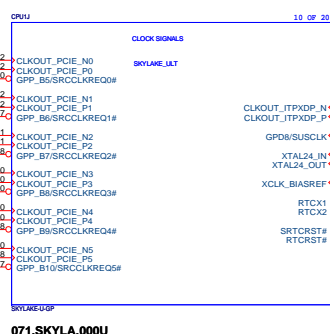 CPU1J
10 OF 20
CLOCK SIGNALS
SKYLAKE_ULT
CLKOUT_PCIE_N0
CLKOUT_PCIE_P0
GPP_B5/SRCCLKREQ0#
CLKOUT_PCIE_N1
CLKOUT_PCIE_P1
GPP_B6/SRCCLKREQ1#
CLKOUT_PCIE_N2
CLKOUT_PCIE_P2
GPP_B7/SRCCLKREQ2#
CLKOUT_PCIE_N3
CLKOUT_PCIE_P3
GPP_B8/SRCCLKREQ3#
CLKOUT_PCIE_N4
CLKOUT_PCIE_P4
GPP_B9/SRCCLKREQ4#
CLKOUT_PCIE_N5
CLKOUT_PCIE_P5
GPP_B10/SRCCLKREQ5#
CLKOUT_ITPXDP_N
CLKOUT_ITPXDP_P
GPD8/SUSCLK
XTAL24_IN
XTAL24_OUT
XCLK_BIASREF
RTCX1
RTCX2
SRTCRST#
RTCRST#
SKYLAKE-U-GP
071.SKYLA.000U